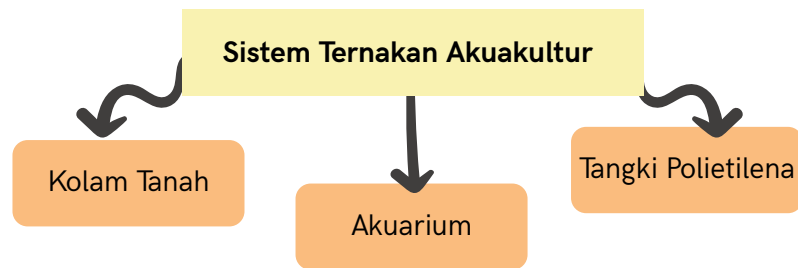 Sistem Ternakan Akuakultur
Kolam Tanah
Akuarium
Tangki Polietilena